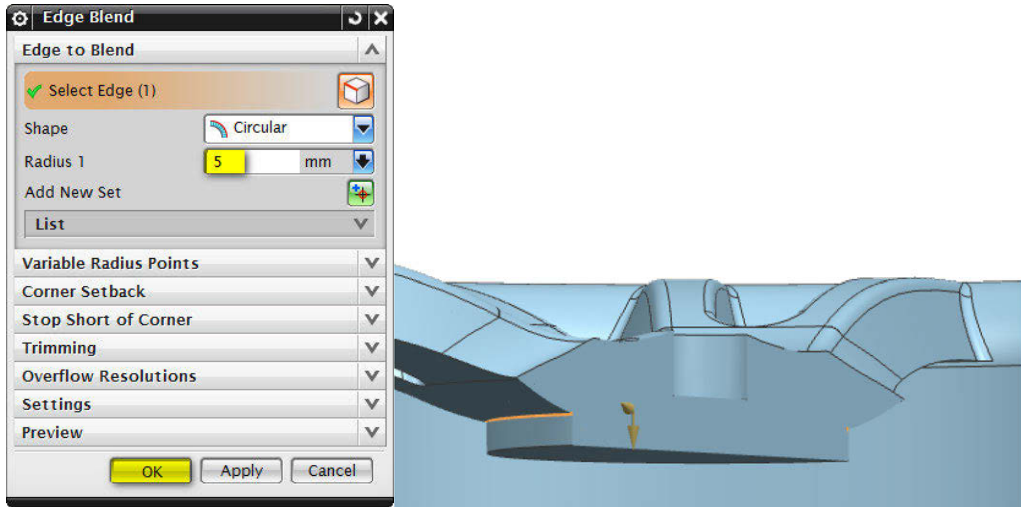 Edge Blend
Edge to Blend
Select Edge (1)
Shape Circular
Radius 1 5 mm
Add New Set
List
Variable Radius Points
Corner Setback
Stop Short of Corner
Trimming
Overflow Resolutions
Settings
Preview
OK Apply Cancel